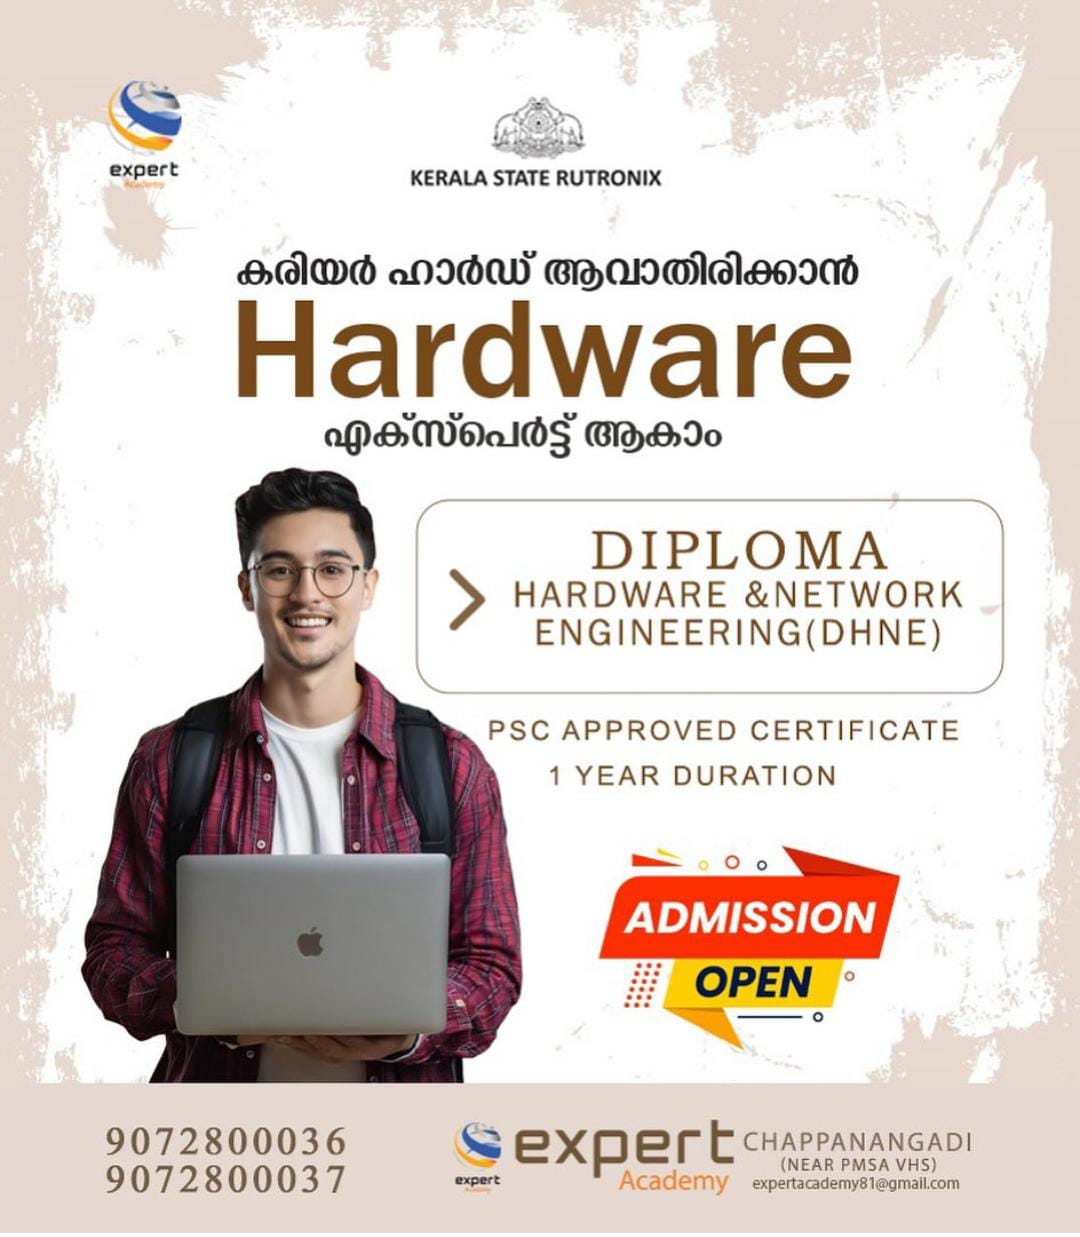 expert
Academy
KERALA STATE RUTRONIX
കരിയർ ഹാർഡ് ആവാതിരിക്കാൻ
Hardware
എക്സ്പെർട്ട് ആകാം
DIPLOMA
HARDWARE &NETWORK
ENGINEERING(DHNE)
PSC APPROVED CERTIFICATE
1 YEAR DURATION
ADMISSION
OPEN
9072800036
9072800037
expert
Academy
expert
Academy
CHAPPANANGADI
(NEAR PMSA VHS)
expertacademy81@gmail.com